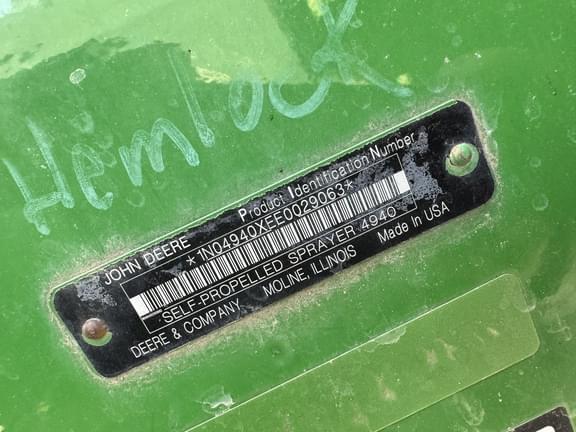 Hemlock
Product Identification Number
JOHN DEERE
*1N04940XEE0029063*
SELF-PROPELLED SPRAYER 4940
DEERE & COMPANY MOLINE, ILLINOIS Made In USA